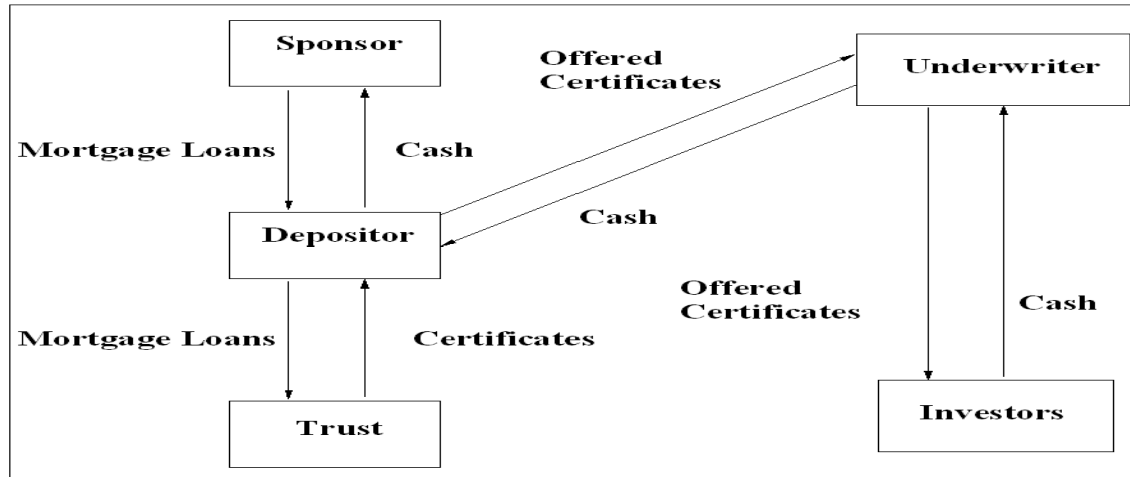 Sponsor
Offered
Certificates
Underwriter
Mortgage Loans
Cash
Depositor
Cash
Offered
Certificates
Cash
Mortgage Loans
Certificates
Trust
Investors